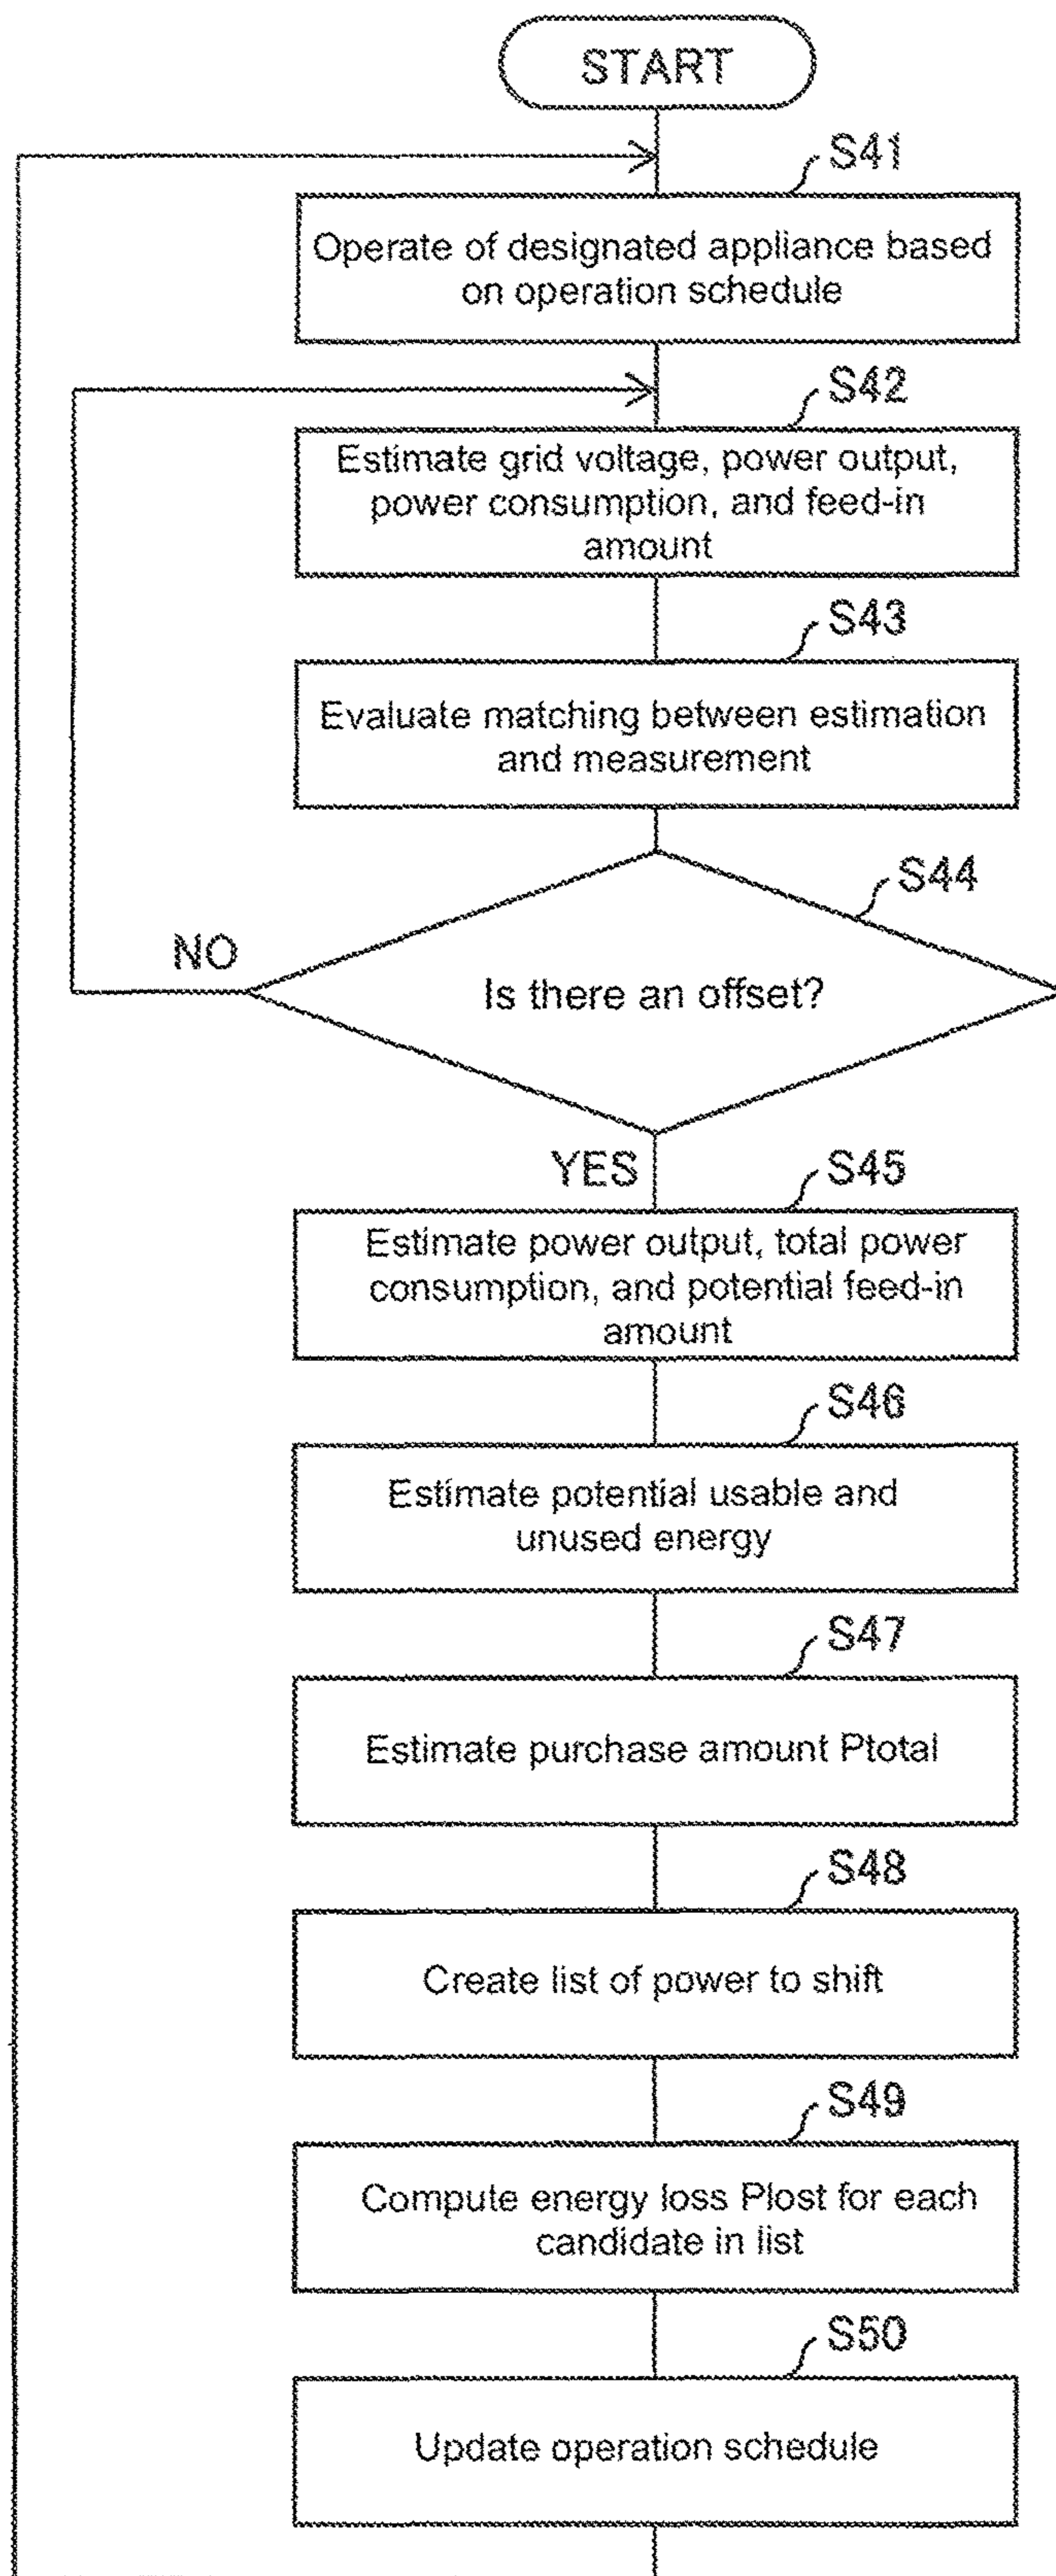 START
S41
Operate of designated appliance based
on operation schedule
S42
Estimate grid voltage, power output,
power consumption, and feed-in
amount
S43
Evaluate matching between estimation
and measurement
S44
NO
Is there an offset?
YES
S45
Estimate power output, total power
consumption, and potential feed-in
amount
S46
Estimate potential usable and
unused energy
S47
Estimate purchase amount Ptotal
S48
Create list of power to shift
S49
Compute energy loss Plost for each
candidate in list
S50
Update operation schedule